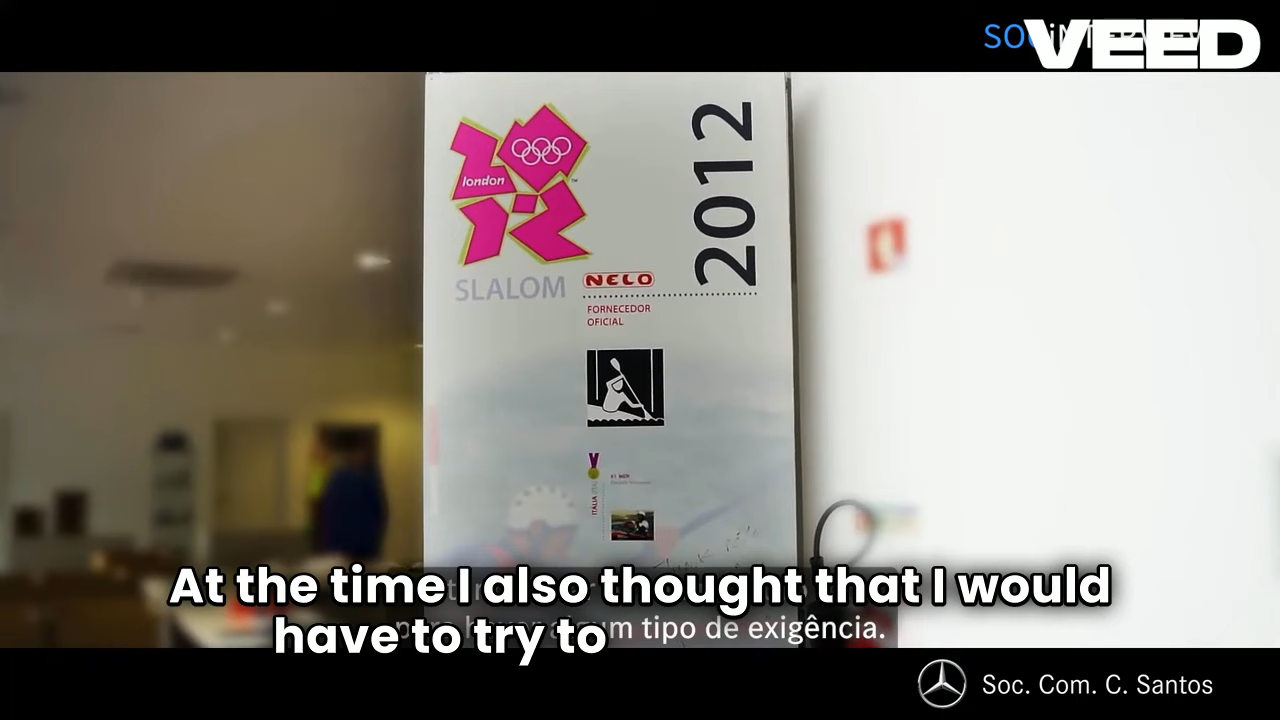 VEED
2012
london
SLALOM
NELO
FORNECEDOR
OFICIAL
ITÁLIA
At the time I also thought that I would
have to try to
tipo de exigência.
Soc. Com. C. Santos